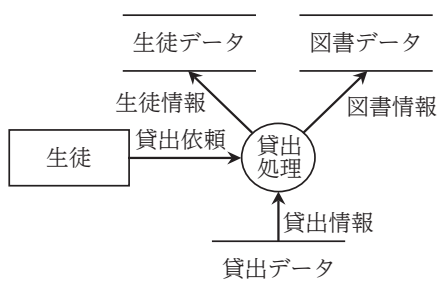 生徒データ
図書データ
生徒情報
図書情報
貸出依頼
生徒
貸出
処理
貸出情報
貸出データ